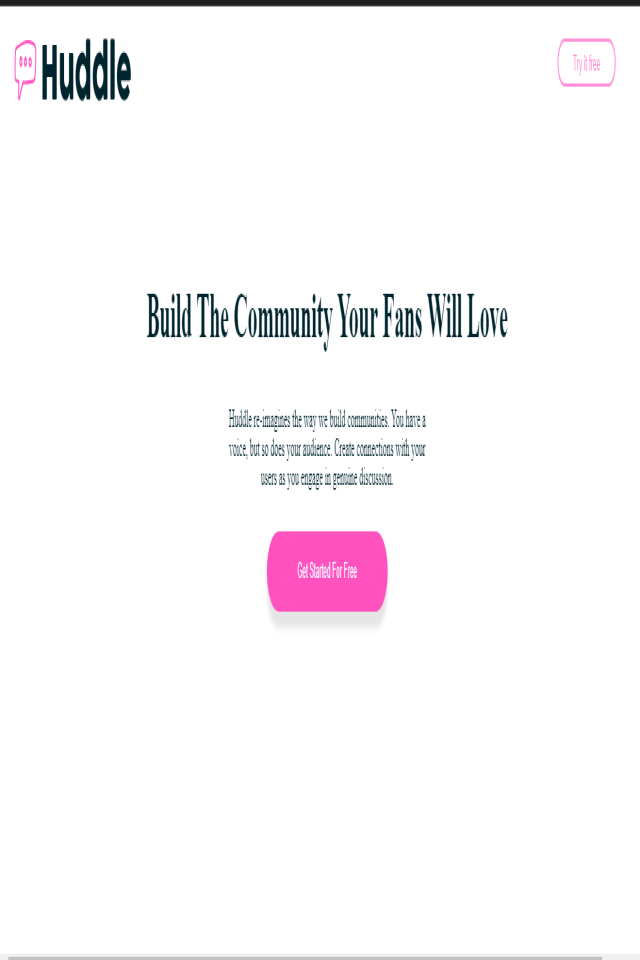 Huddle
Try it free
Build The Community Your Fans Will Love
Huddle re-imagines the way we build communities. You have a
voice, but so does your audience. Create connections with your
users as you engage in genuine discussion.
Get Started For Free